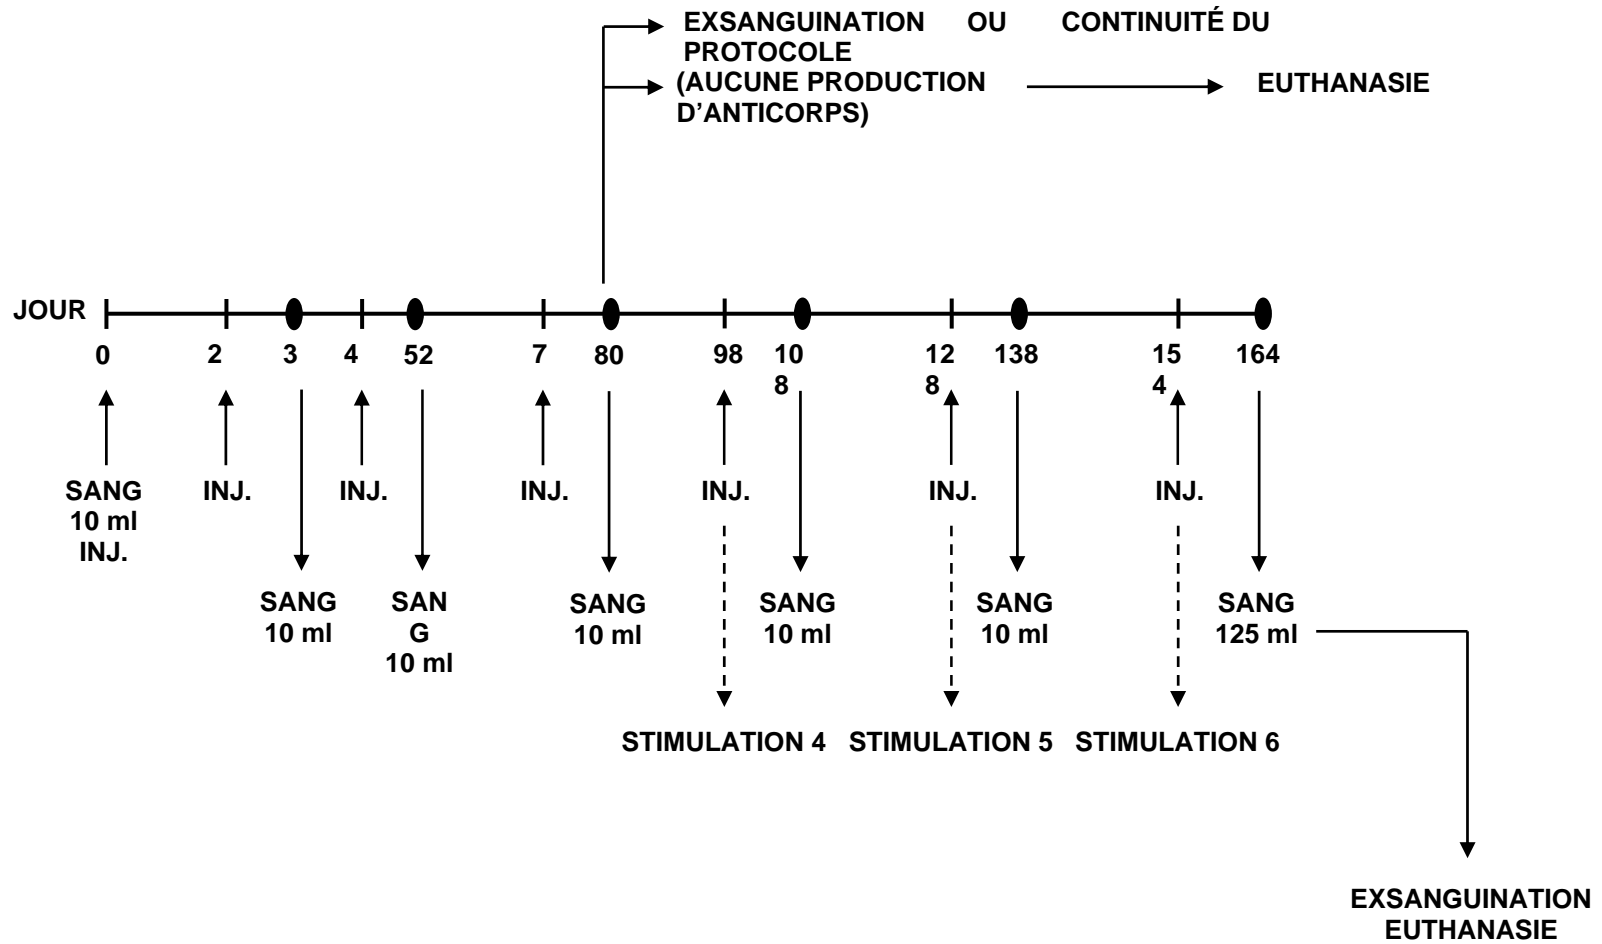 EXSANGUINATION OU CONTINUITÉ DU
PROTOCOLE
(AUCUNE PRODUCTION
D'ANTICORPS)
EUTHANASIE
JOUR
0
2
3
4
52
7
80
98
10
8
12
8
138
15
4
164
SANG
10 ml
INJ.
INJ.
INJ.
INJ.
INJ.
INJ.
INJ.
SANG
10 ml
SAN
G
10 ml
SANG
10 ml
SANG
10 ml
SANG
10 ml
SANG
125 ml
STIMULATION 4
STIMULATION 5
STIMULATION 6
EXSANGUINATION
EUTHANASIE